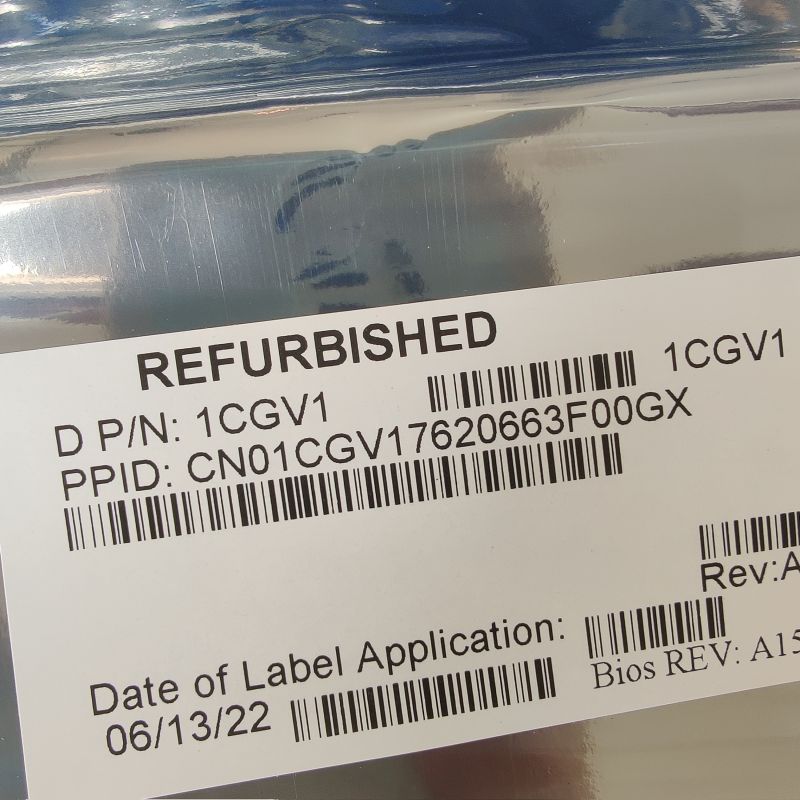 REFURBISHED
D P/N: 1CGV1
1CGV1
PPID: CN01CGV17620663F00GX
Rev:A
Date of Label Application:
06/13/22
Bios REV: A15